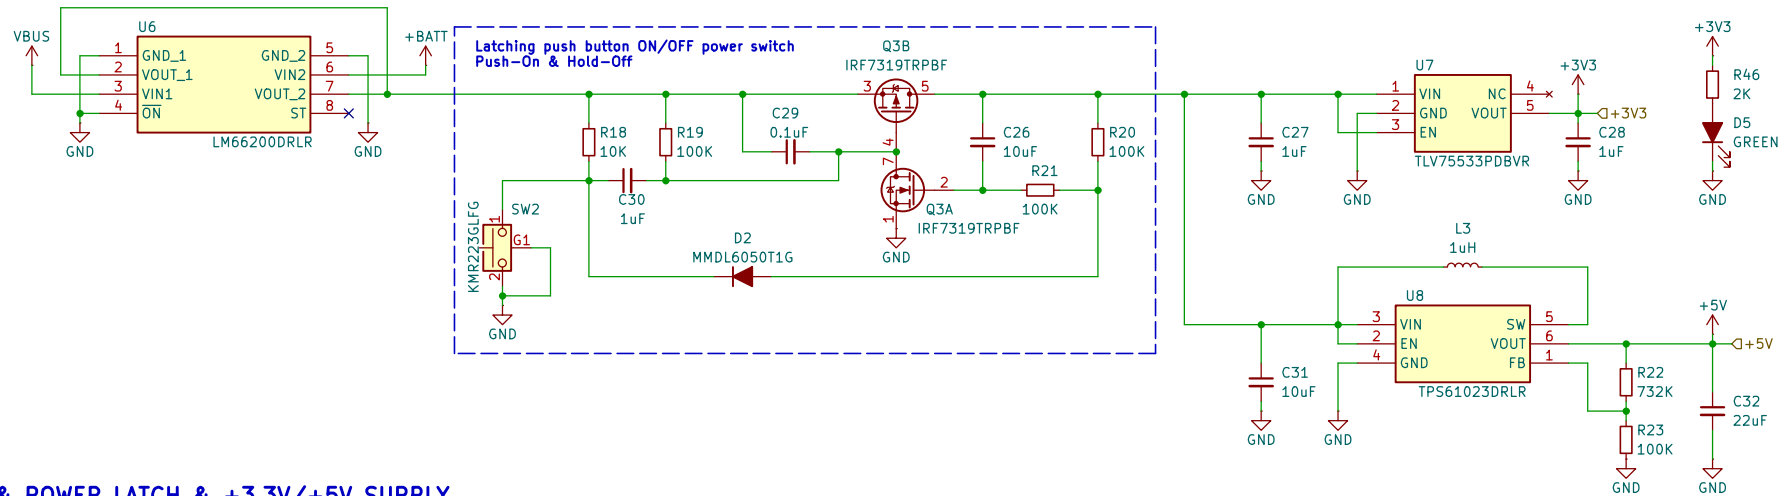 VBUS
U6
1 GND_1
2 VOUT_1
3 VIN1
4 ON
GND_2 5
VIN2 6
VOUT_2 7
ST 8
LM66200DRLR
GND
GND
+BATT
Latching push button ON/OFF power switch
Push-On & Hold-Off
Q3B
IRF7319TRPBF
3
5
4
R18
10K
R19
100K
C29
0.1uF
C30
1uF
7
2
1
Q3A
IRF7319TRPBF
GND
C26
10uF
R21
100K
R20
100K
SW2
KMR223GLFG
1
G1
2
GND
D2
MMDL6050T1G
C27
1uF
GND
U7
1 VIN
2 GND
3 EN
NC 4
VOUT 5
TLV75533PDBVR
GND
+3V3
+3V3
C28
1uF
GND
+3V3
R46
2K
D5
GREEN
GND
L3
1uH
U8
3 VIN
2 EN
4 GND
SW 5
VOUT 6
FB 1
TPS61023DRLR
C31
10uF
GND
GND
R22
732K
R23
100K
GND
+5V
+5V
C32
22uF
GND
& POWER LATCH & +3.3V/+5V SUPPLY